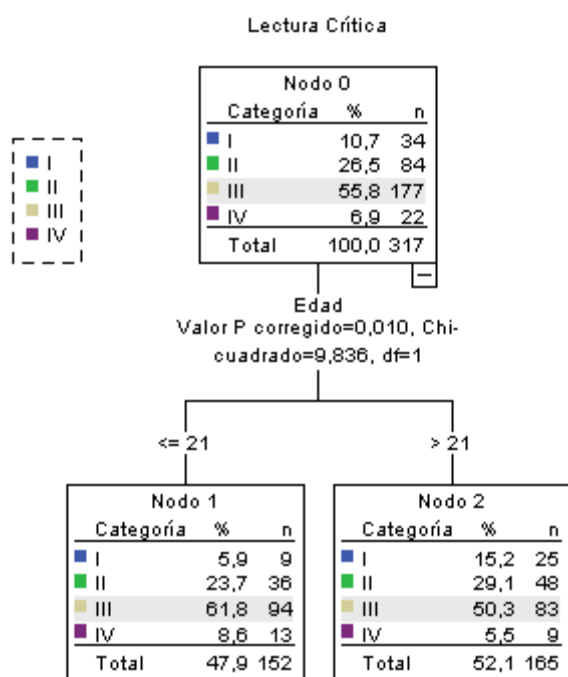 Lectura Crítica
Nodo 0
Categoría % n
I 10,7 34
II 26,5 84
III 55,8 177
IV 6,9 22
Total 100,0 317
I
II
III
IV
Edad
Valor P corregido=0,010, Chi-
cuadrado=9,836, df=1
<= 21
> 21
Nodo 1
Categoría % n
I 5,9 9
II 23,7 36
III 61,8 94
IV 8,6 13
Total 47,9 152
Nodo 2
Categoría % n
I 15,2 25
II 29,1 48
III 50,3 83
IV 5,5 9
Total 52,1 165